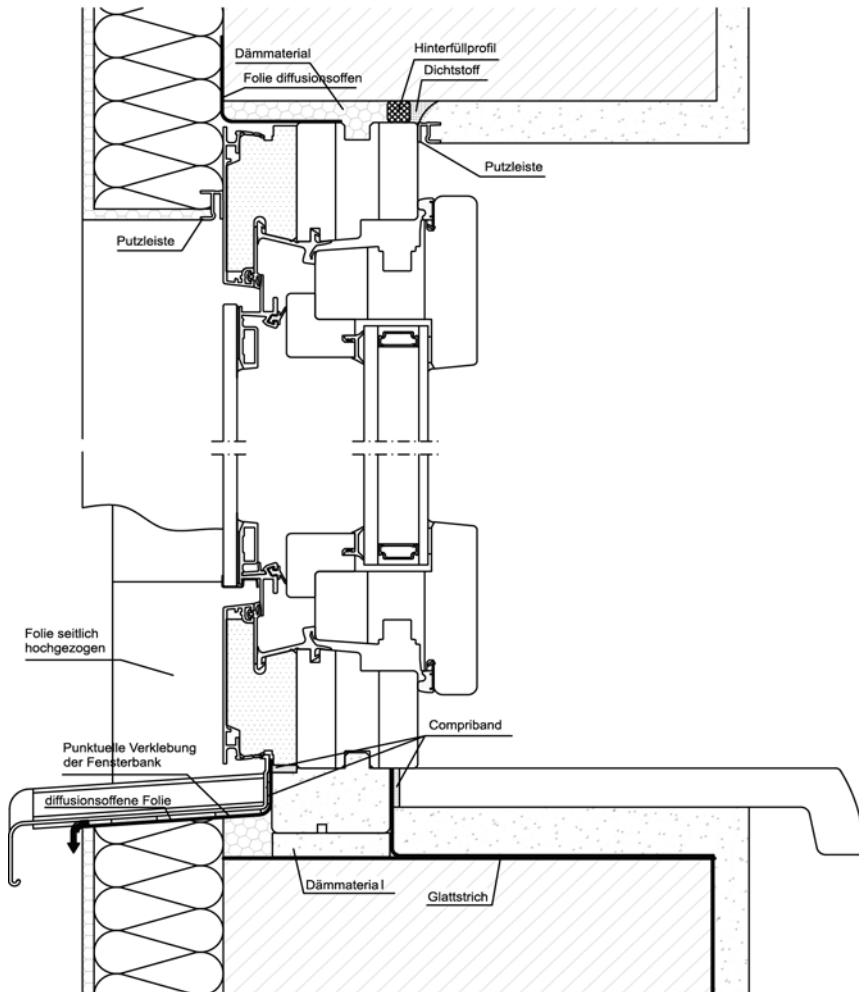 Hinterfüllprofil
Dämmaterial
Dichtstoff
Folie diffusionsoffen
Putzleiste
Putzleiste
Folie seitlich
hochgezogen
Compriband
Punktuelle Verklebung
der Fensterbank
diffusionsoffene Folie
Dämmaterial
Glattstrich